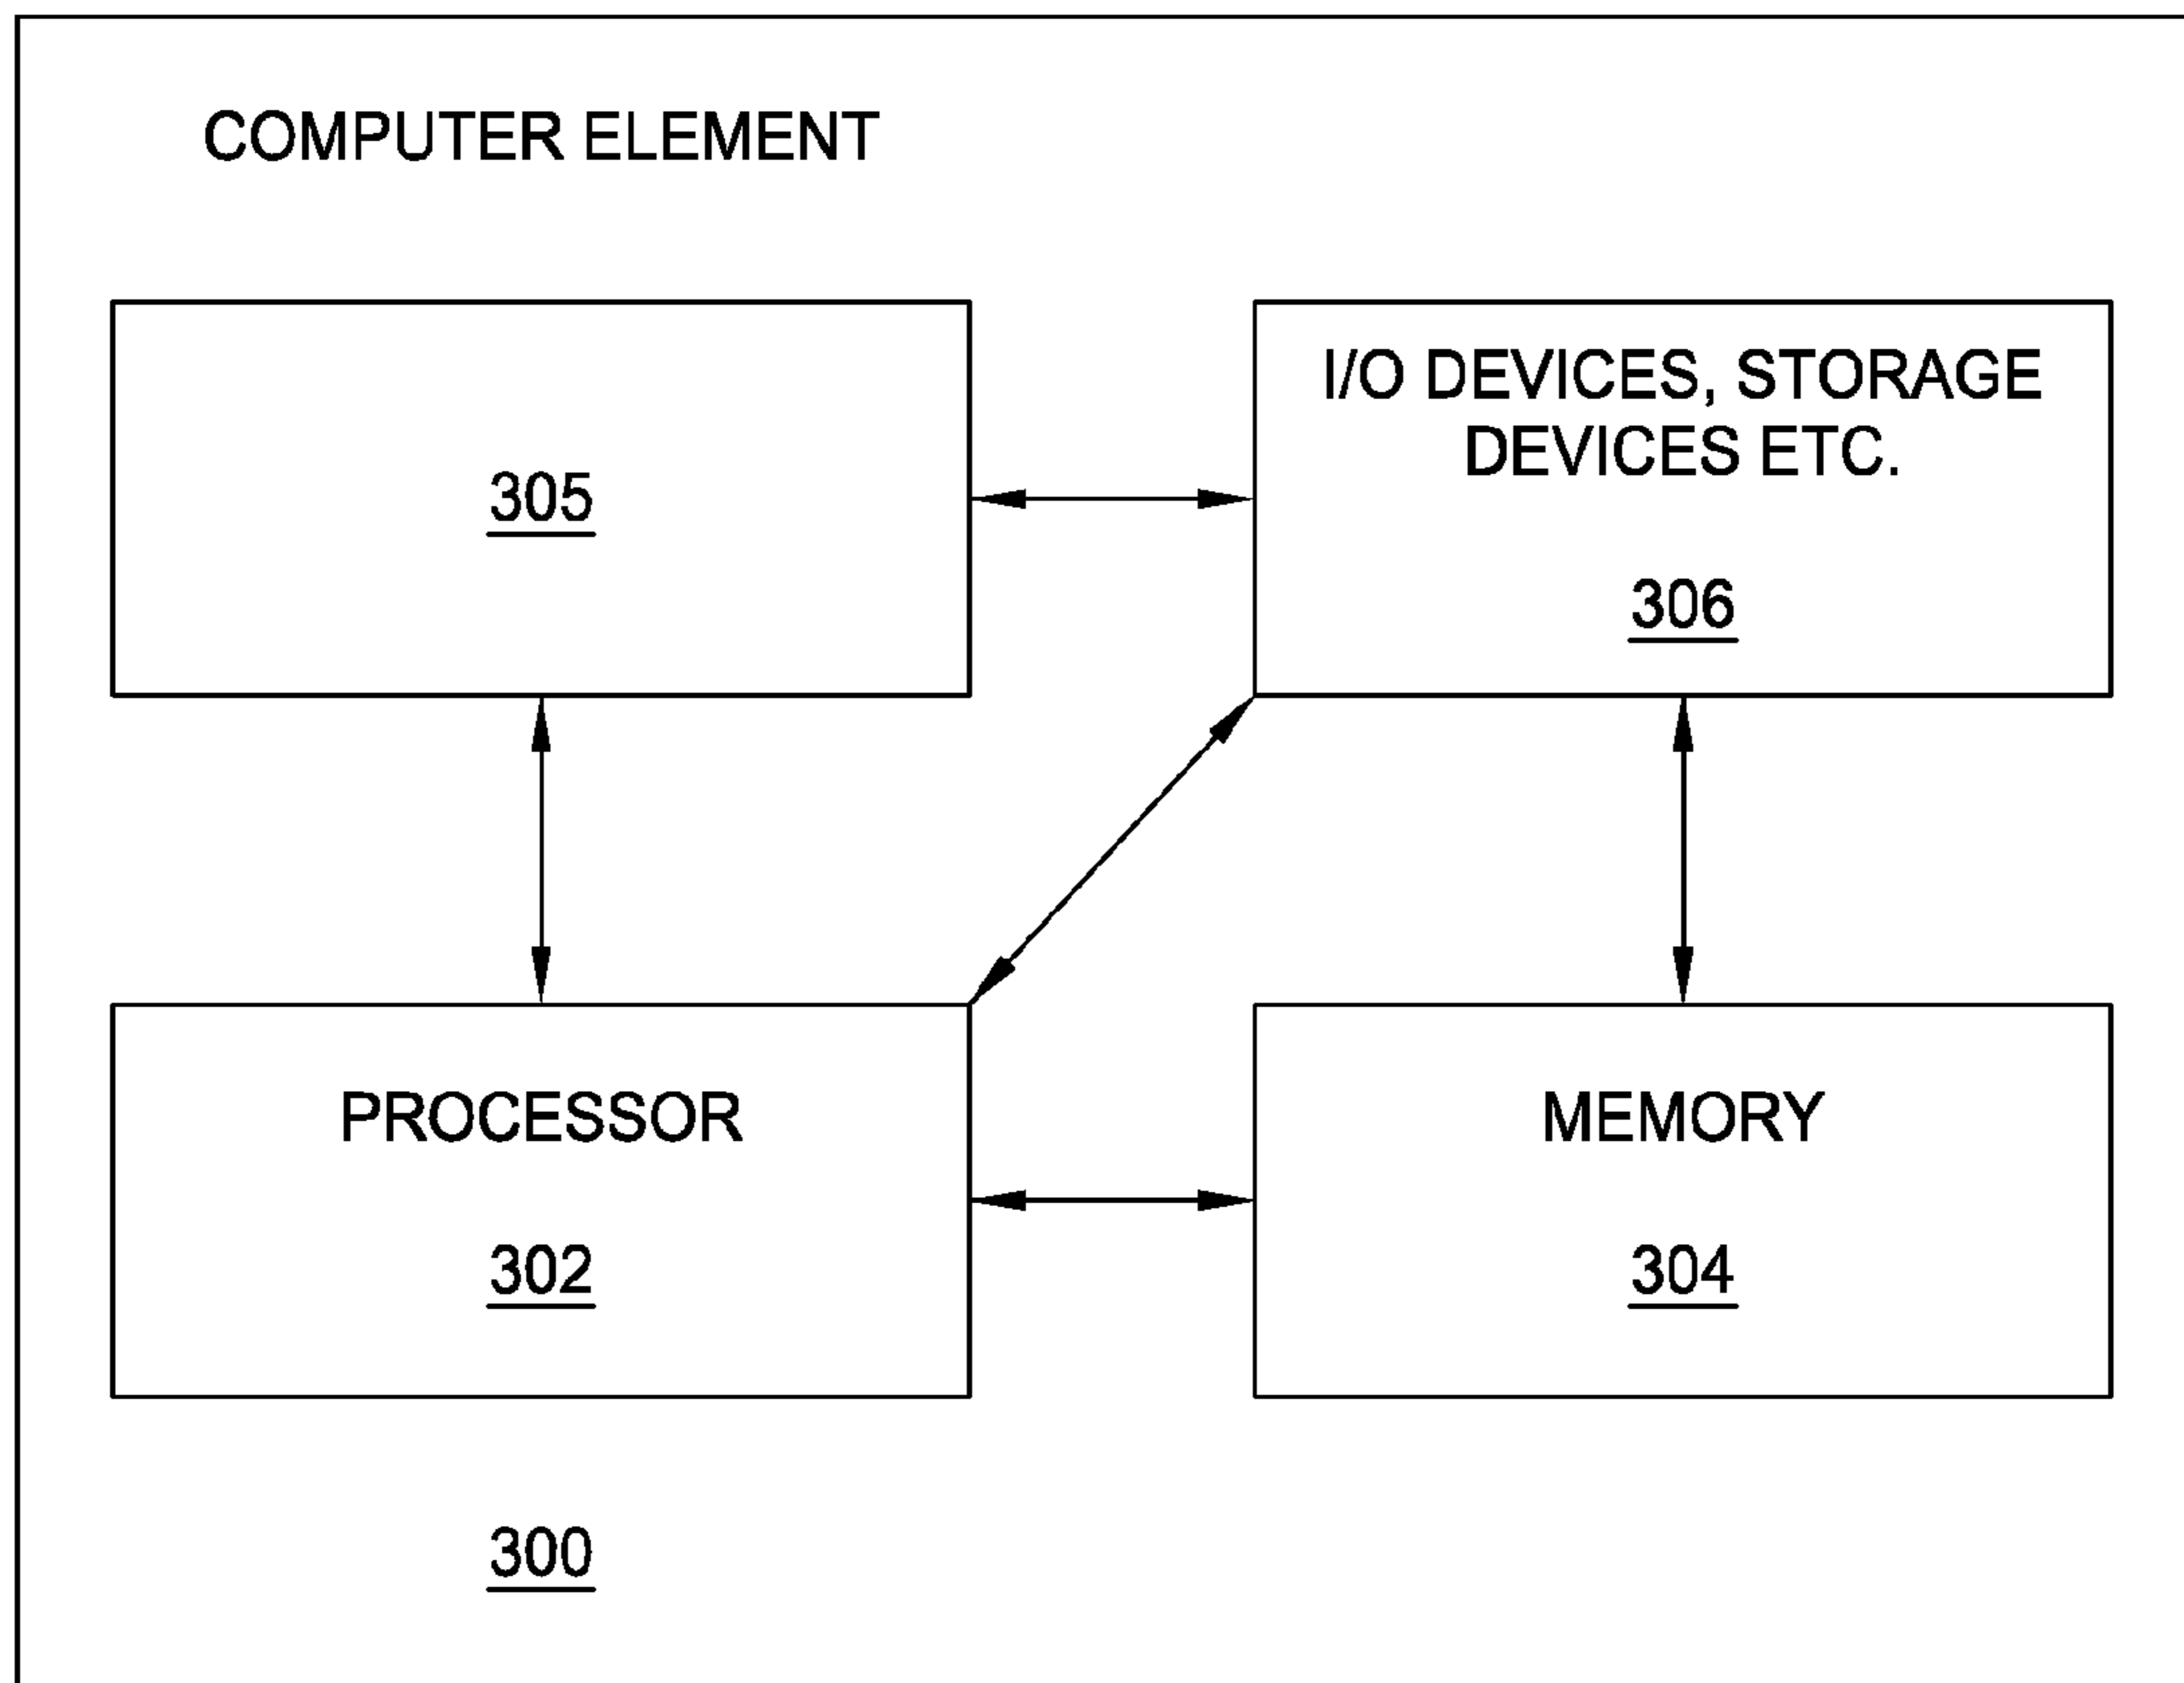 COMPUTER ELEMENT
305
I/O DEVICES, STORAGE
DEVICES ETC.
306
PROCESSOR
302
MEMORY
304
300